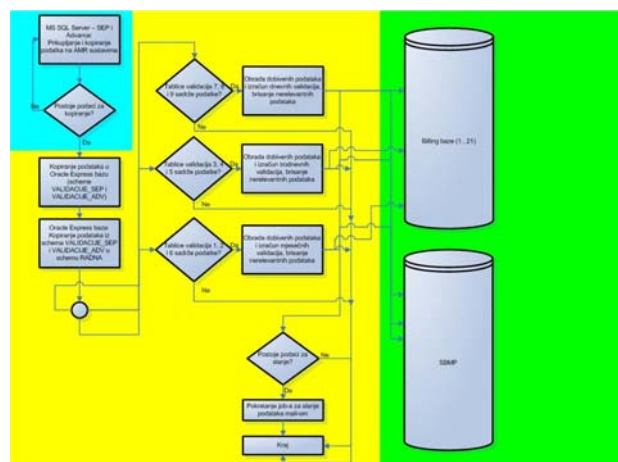 MS SQL Server – SEP i
Advance:
Prikupljanje i kopiranje
podatka na AMR sustavima
Postoje podaci za
kopiranje?
Ne
Da
Kopiranje podataka u
Oracle Express bazu
(scheme
VALIDACIJE_SEP i
VALIDACIJE_ADV)
Oracle Express baza
Kopiranje podataka iz
schema VALIDACIJE_SEP
i VALIDACIJE_ADV u
schemu RADNA
Tablice validacija 7, 8
i 9 sadrže podatke?
Da
Ne
Obrada dobivenih podataka
i izračun dnevnih validacija,
brisanje nerelevantnih
podataka
Tablice validacija 3, 4
i 5 sadrže podatke?
Da
Ne
Obrada dobivenih podataka
i izračun trodnevnih
validacija, brisanje
nerelevantnih podataka
Tablice validacija 1, 2
i 6 sadrže podatke?
Da
Ne
Obrada dobivenih podataka
i izračun mjesečnih
validacija, brisanje
nerelevantnih podataka
Postoje podaci za
slanje?
Ne
Da
Pokretanje job-a za slanje
podataka mail-om
Kraj
Billing baze (1...21)
SBMP